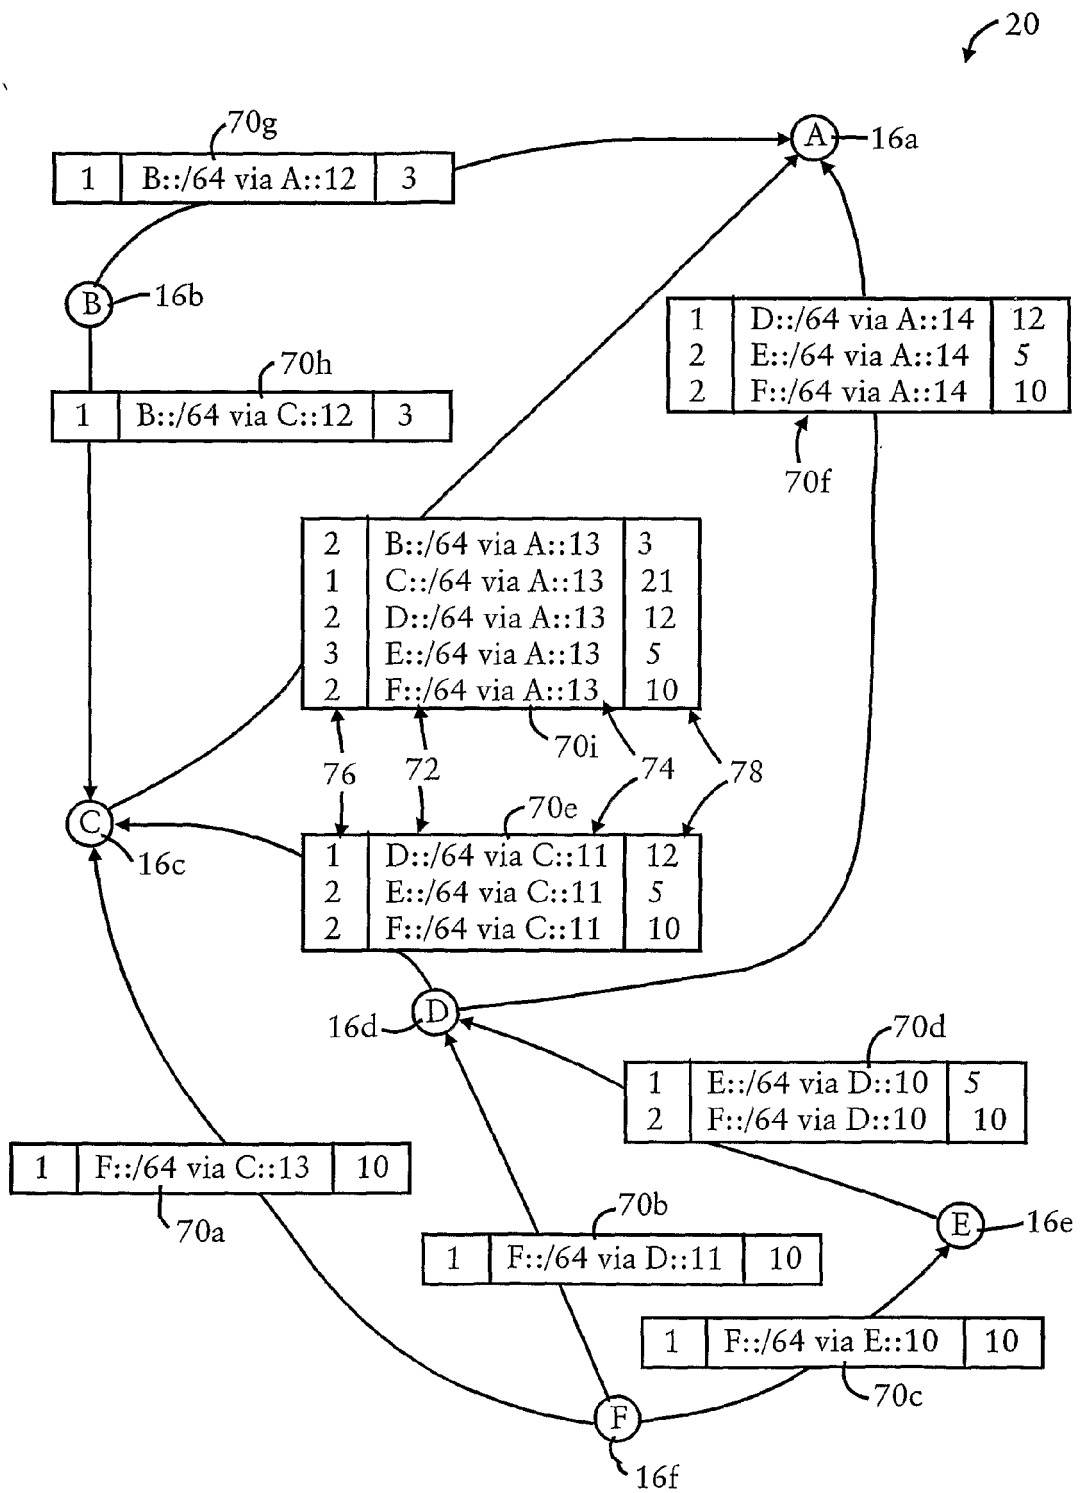 20
70g
A
16a
1 B::/64 via A::12 3
B
16b
1 D::/64 via A::14 12
2 E::/64 via A::14 5
2 F::/64 via A::14 10
70h
1 B::/64 via C::12 3
70f
2 B::/64 via A::13 3
1 C::/64 via A::13 21
2 D::/64 via A::13 12
3 E::/64 via A::13 5
2 F::/64 via A::13 10
70i
76
72
74
78
70e
C
16c
1 D::/64 via C::11 12
2 E::/64 via C::11 5
2 F::/64 via C::11 10
D
16d
70d
1 E::/64 via D::10 5
2 F::/64 via D::10 10
1 F::/64 via C::13 10
70a
70b
E
16e
1 F::/64 via D::11 10
1 F::/64 via E::10 10
70c
F
16f